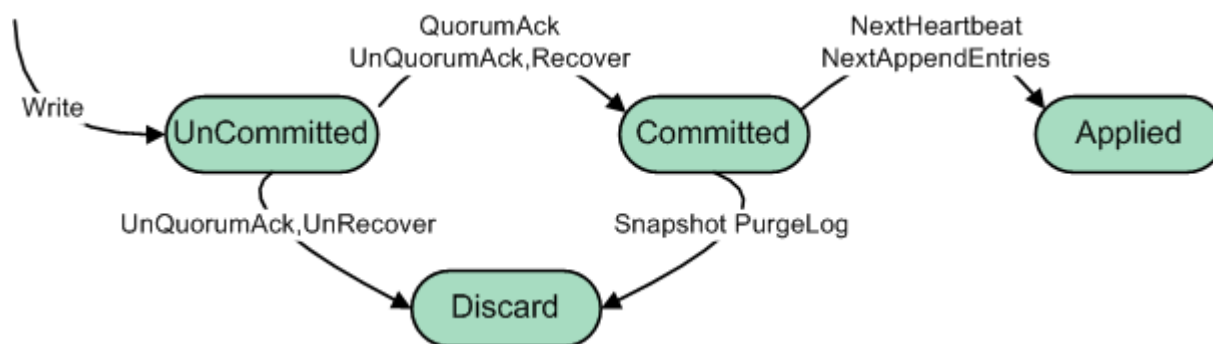 QuorumAck
UnQuorumAck,Recover
NextHeartbeat
NextAppendEntries
Write
UnCommitted
Committed
Applied
UnQuorumAck,UnRecover
Snapshot PurgeLog
Discard